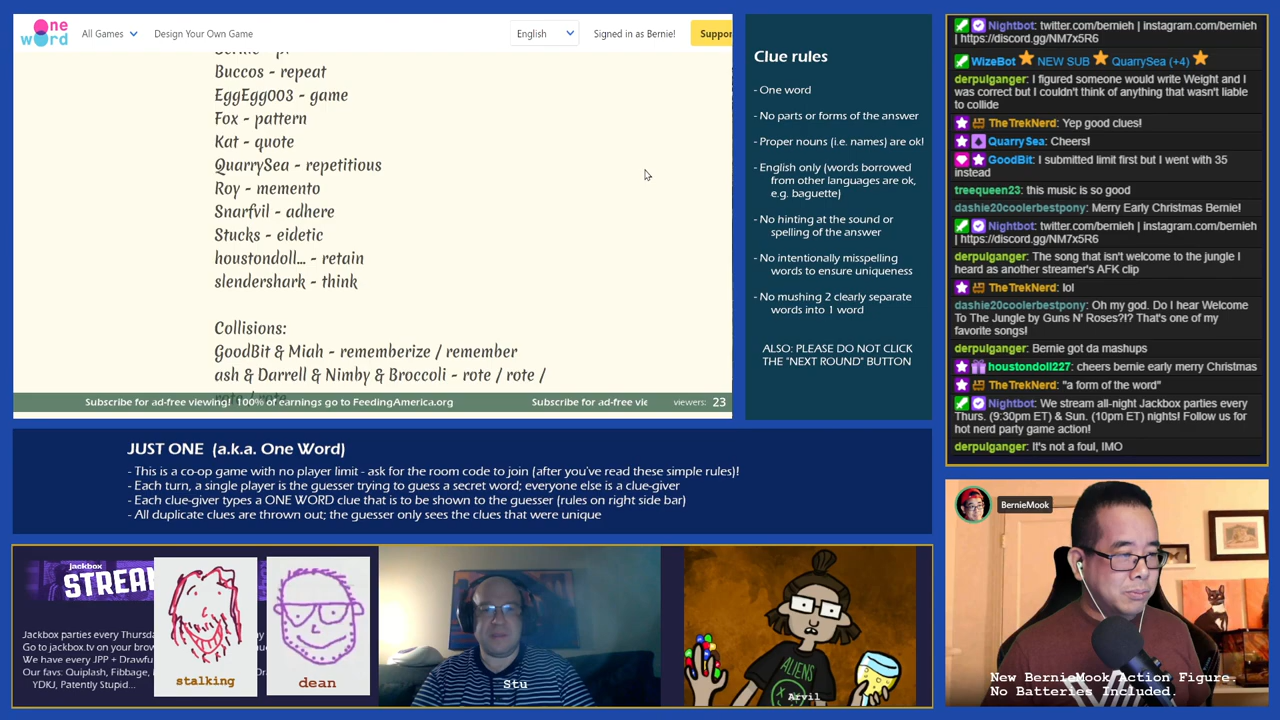 One
wOrd
All Games
Design Your Own Game
English
Signed in as Bernie!
Suppor
Buccos - repeat
EggEgg003 - game
Fox - pattern
Kat - quote
QuarrySea - repetitious
Roy - memento
Snarfvil - adhere
Stucks - eidetic
houstondoll... - retain
slendershark - think
Collisions:
GoodBit & Miah - rememberize / remember
ash & Darrell & Nimby & Broccoli - rote / rote /
Subscribe for ad-free viewing! 100% of earnings go to FeedingAmerica.org
Subscribe for ad-free vie
viewers: 23
Clue rules
- One word
- No parts or forms of the answer
- Proper nouns (i.e. names) are ok!
- English only (words borrowed
from other languages are ok,
e.g. baguette)
- No hinting at the sound or
spelling of the answer
- No intentionally misspelling
words to ensure uniqueness
- No mushing 2 clearly separate
words into 1 word
ALSO: PLEASE DO NOT CLICK
THE "NEXT ROUND" BUTTON
Nightbot: twitter.com/bernieh | instagram.com/bernieh
| https://discord.gg/NM7x5R6
WizeBot NEW SUB QuarrySea (+4)
derpulganger: I figured someone would write Weight and I
was correct but I couldn't think of anything that wasn't liable
to collide
TheTrekNerd: Yep good clues!
QuarrySea: Cheers!
GoodBit: I submitted limit first but I went with 35
instead
treequeen23: this music is so good
dashie20coolerbestpony: Merry Early Christmas Bernie!
Nightbot: twitter.com/bernieh | instagram.com/bernieh
| https://discord.gg/NM7x5R6
derpulganger: The song that isn't welcome to the jungle I
heard as another streamer's AFK clip
TheTrekNerd: lol
dashie20coolerbestpony: Oh my god. Do I hear Welcome
To The Jungle by Guns N' Roses?!? That's one of my
favorite songs!
derpulganger: Bernie got da mashups
houstondoll227: cheers bernie early merry Christmas
TheTrekNerd: "a form of the word"
Nightbot: We stream all-night Jackbox parties every
Thurs. (9:30pm ET) & Sun. (10pm ET) nights! Follow us for
hot nerd party game action!
derpulganger: It's not a foul, IMO
JUST ONE (a.k.a. One Word)
- This is a co-op game with no player limit - ask for the room code to join (after you've read these simple rules)!
- Each turn, a single player is the guesser trying to guess a secret word; everyone else is a clue-giver
- Each clue-giver types a ONE WORD clue that is to be shown to the guesser (rules on right side bar)
- All duplicate clues are thrown out; the guesser only sees the clues that were unique
jackbox
STREA
Jackbox parties every Thursda
Go to jackbox.tv on your brow
We have every JPP + Drawfu
Our favs: Quiplash, Fibbage,
YDKJ, Patently Stupid...
stalking
dean
Stu
ALIENS
Arvil
BernieMook
New BernieMook Action Figure.
No Batteries Included.